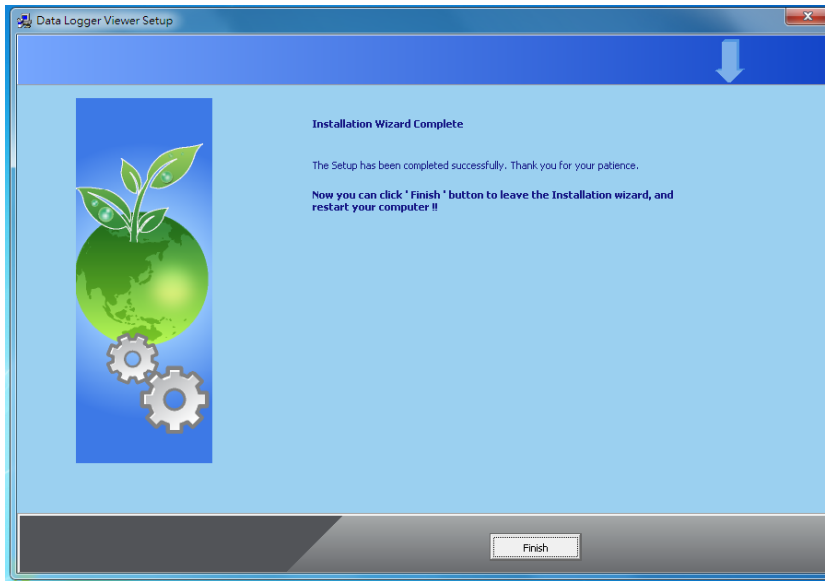 Data Logger Viewer Setup
Installation Wizard Complete
The Setup has been completed successfully. Thank you for your patience.
Now you can click ' Finish ' button to leave the Installation wizard, and
restart your computer !!
Finish